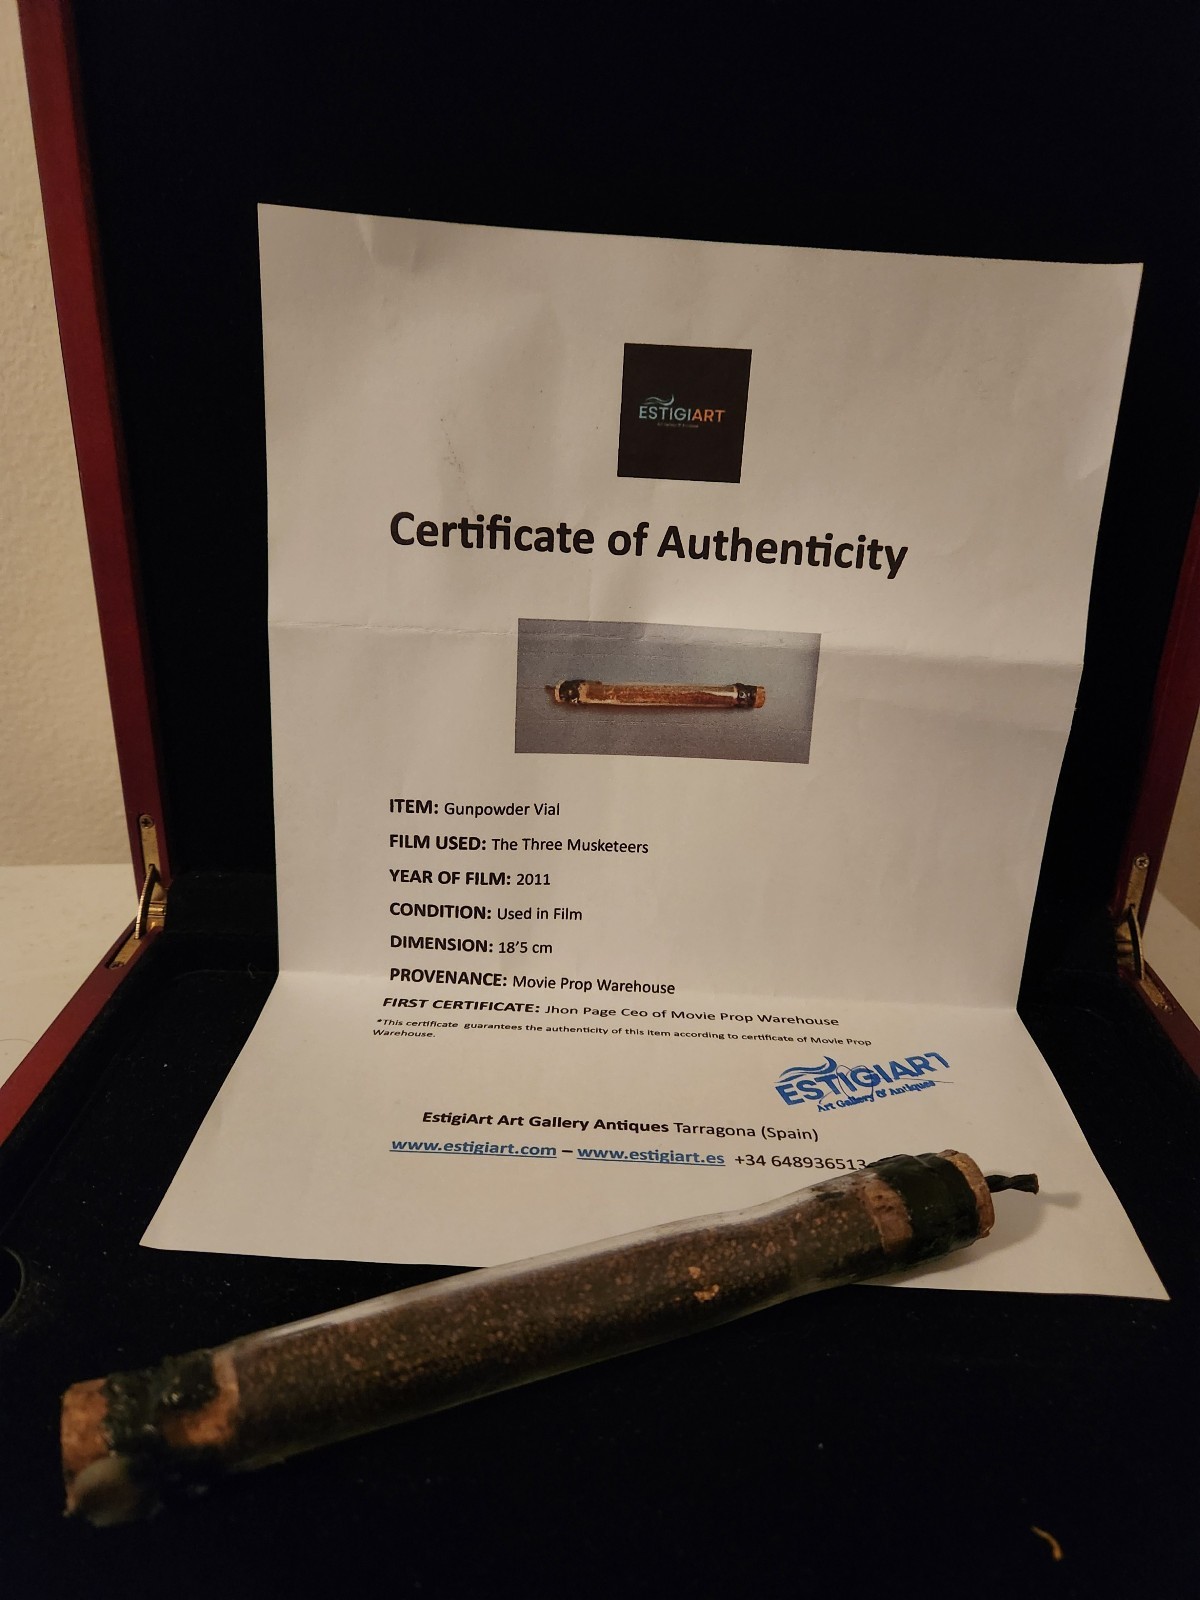 ESTIGIART
Certificate of Authenticity
ITEM: Gunpowder Vial
FILM USED: The Three Musketeers
YEAR OF FILM: 2011
CONDITION: Used in Film
DIMENSION: 18'5 cm
PROVENANCE: Movie Prop Warehouse
FIRST CERTIFICATE: Jhon Page Ceo of Movie Prop Warehouse
*This certificate guarantees the authenticity of this item according to certificate of Movie Prop
Warehouse.
ESTIGIART
Art Gallery & Antiques
EstigiArt Art Gallery Antiques Tarragona (Spain)
www.estigiart.com – www.estigiart.es +34 648936513